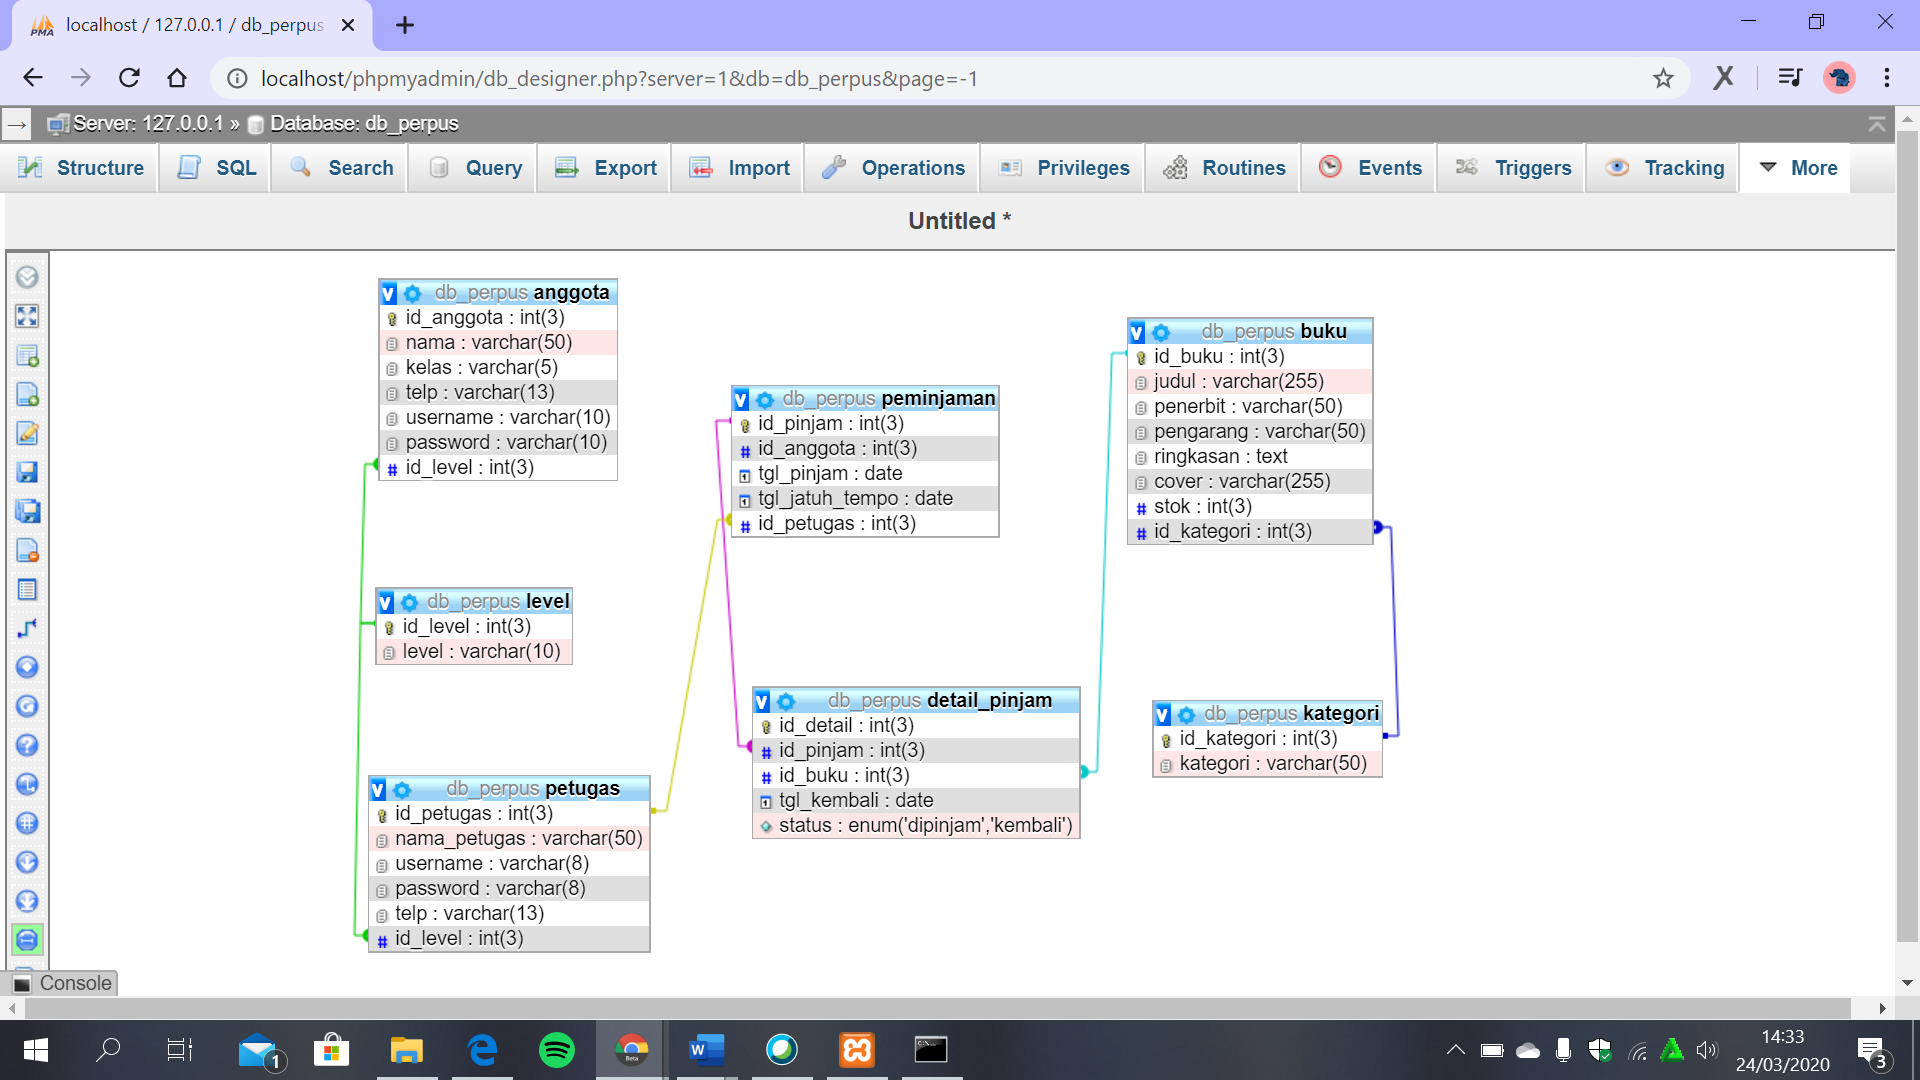 localhost / 127.0.0.1 / db_perpus
localhost/phpmyadmin/db_designer.php?server=1&db=db_perpus&page=-1
Server: 127.0.0.1 » Database: db_perpus
Structure SQL Search Query Export Import Operations Privileges Routines Events Triggers Tracking More
Untitled *
db_perpus anggota
id_anggota : int(3)
nama : varchar(50)
kelas : varchar(5)
telp : varchar(13)
username : varchar(10)
password : varchar(10)
id_level : int(3)
db_perpus level
id_level : int(3)
level : varchar(10)
db_perpus petugas
id_petugas : int(3)
nama_petugas : varchar(50)
username : varchar(8)
password : varchar(8)
telp : varchar(13)
id_level : int(3)
db_perpus peminjaman
id_pinjam : int(3)
id_anggota : int(3)
tgl_pinjam : date
tgl_jatuh_tempo : date
id_petugas : int(3)
db_perpus detail_pinjam
id_detail : int(3)
id_pinjam : int(3)
id_buku : int(3)
tgl_kembali : date
status : enum('dipinjam','kembali')
db_perpus buku
id_buku : int(3)
judul : varchar(255)
penerbit : varchar(50)
pengarang : varchar(50)
ringkasan : text
cover : varchar(255)
stok : int(3)
id_kategori : int(3)
db_perpus kategori
id_kategori : int(3)
kategori : varchar(50)
Console
1
Beta
14:33
24/03/2020
3